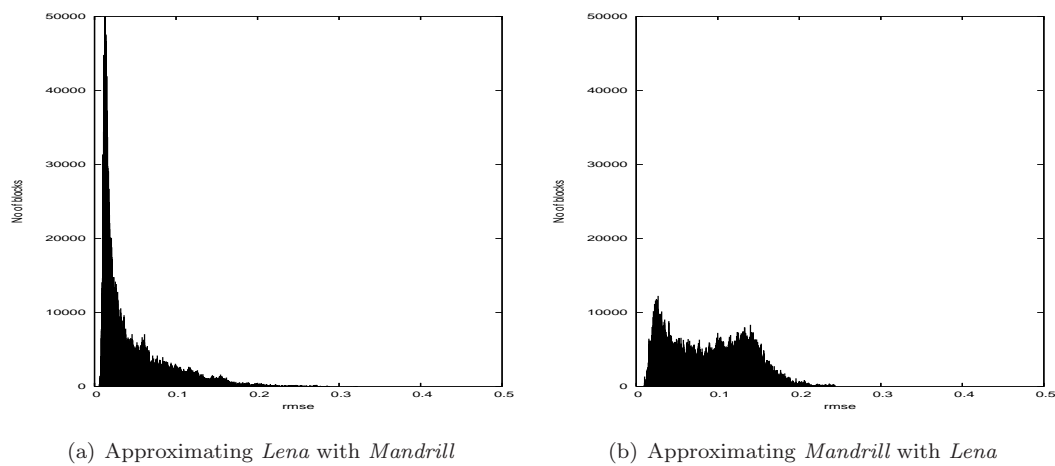 50000
40000
30000
20000
10000
0
No of blocks
0 0.1 0.2 0.3 0.4 0.5
rmse
(a) Approximating Lena with Mandrill
50000
40000
30000
20000
10000
0
No of blocks
0 0.1 0.2 0.3 0.4 0.5
rmse
(b) Approximating Mandrill with Lena